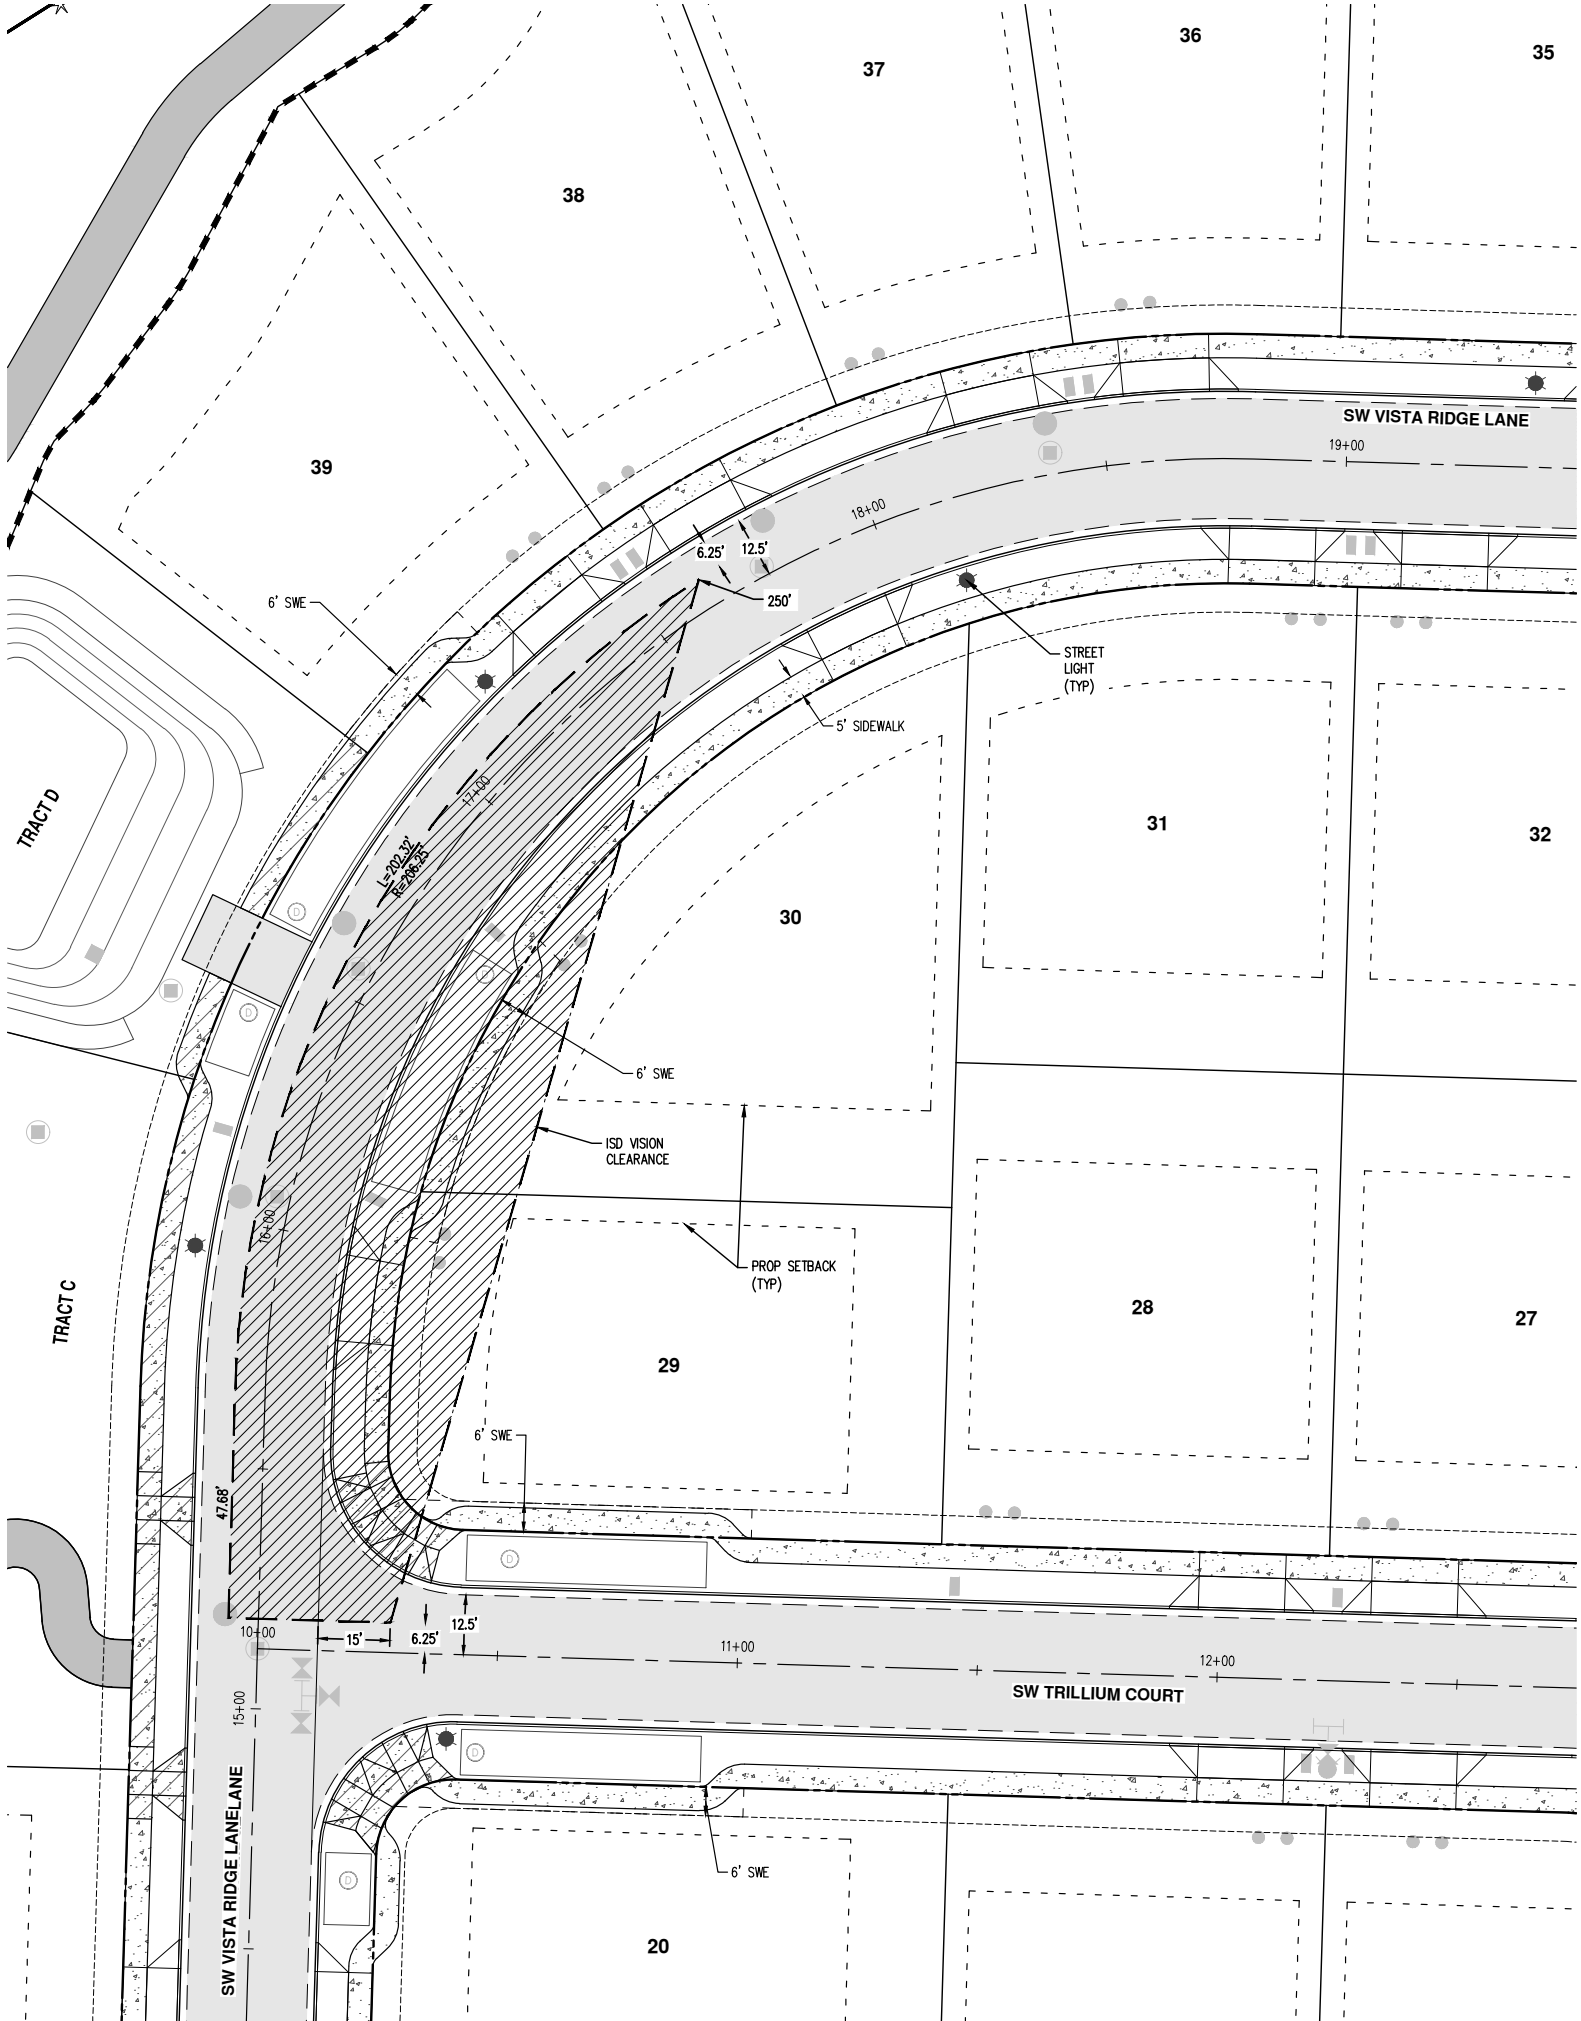 36
35
37
38
SW VISTA RIDGE LANE
19+00
39
18+00
6.25'
12.5'
250'
6' SWE
STREET
LIGHT
(TYP)
5' SIDEWALK
17+00
TRACT D
31
32
L=202.32'
R=206.25'
30
D
D
D
6' SWE
ISD VISION
CLEARANCE
16+00
PROP SETBACK
(TYP)
TRACT C
28
27
29
6' SWE
47.68'
D
10+00
15'
6.25'
12.5'
11+00
12+00
SW TRILLIUM COURT
15+00
D
SW VISTA RIDGE LANELANE
6' SWE
D
20